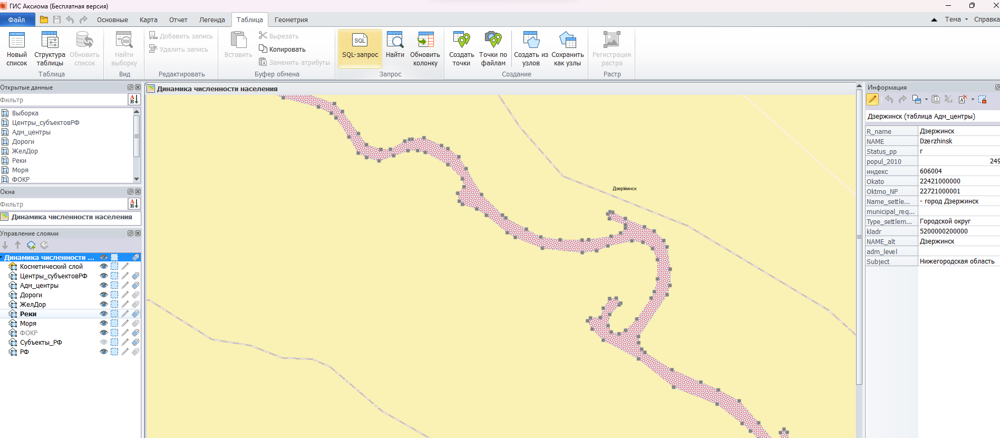 ГИС Аксиома (Бесплатная версия)
Файл Основные Карта Отчет Легенда Таблица Геометрия Тема Справка
Новый список
Структура таблицы
Обновить список
Таблица
Найти выборку
Вид
Добавить запись
Удалить запись
Редактировать
Вставить
Вырезать
Копировать
Заменить атрибуты
Буфер обмена
SQL
SQL-запрос
Найти
Обновить колонку
Запрос
Создать точки
Точки по файлам
Создать из узлов
Сохранить как узлы
Создание
Регистрация растра
Растр
Открытые данные
Фильтр
Выборка
Центры_субъектовРФ
Адм_центры
Дороги
ЖелДор
Реки
Моря
ФОКР
Окна
Фильтр
Динамика численности населения
Управление слоями
Динамика численности ...
Косметический слой
Центры_субъектовРФ
Адм_центры
Дороги
ЖелДор
Реки
Моря
ФОКР
Субъекты_РФ
РФ
Динамика численности населения
Дзержинск
Информация
Дзержинск (таблица Адм_центры)
R_name Дзержинск
NAME Dzerzhinsk
Status_pp г
popul_2010 249
индекс 606004
Okato 22421000000
Oktmo_NP 22721000001
Name_settle... - город Дзержинск
municipal_reg...
Type_settlem... Городской округ
kladr 5200000200000
NAME_alt Дзержинск
adm_level
Subject Нижегородская область